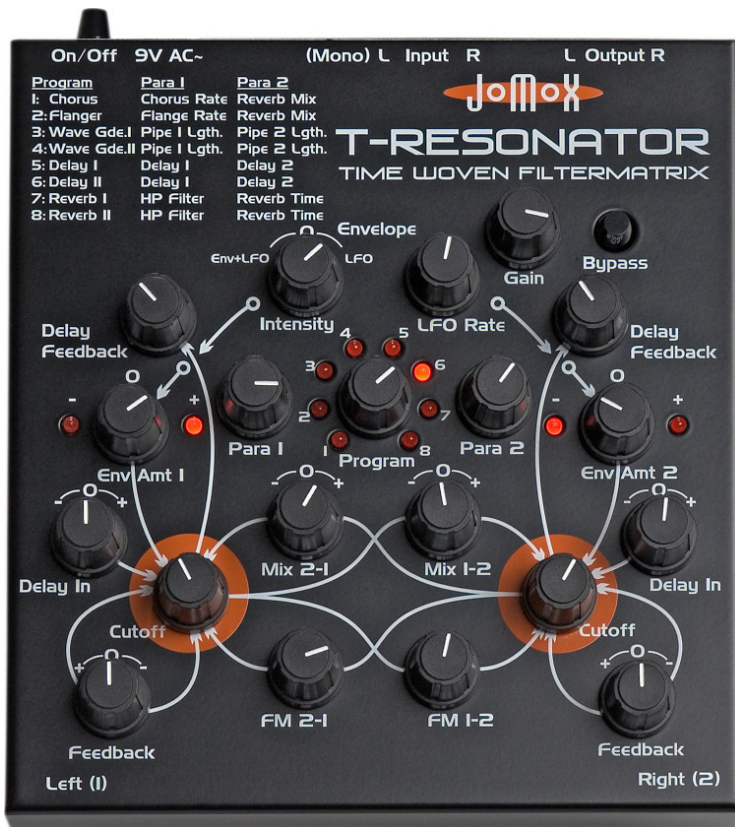 On/Off 9V AC~ (Mono) L Input R L Output R
Program Para 1 Para 2
1: Chorus Chorus Rate Reverb Mix
2: Flanger Flange Rate Reverb Mix
3: Wave Gde.I Pipe 1 Lgth. Pipe 2 Lgth.
4: Wave Gde.II Pipe 1 Lgth. Pipe 2 Lgth.
5: Delay I Delay 1 Delay 2
6: Delay II Delay 1 Delay 2
7: Reverb I HP Filter Reverb Time
8: Reverb II HP Filter Reverb Time
JoMoX
T-RESONATOR
TIME WOVEN FILTERMATRIX
0 Envelope
Env+LFO LFO
Intensity
LFO Rate
Gain
Bypass
Delay
Feedback
Delay
Feedback
4 5
3 6
2 7
1 8
Program
Para 1
Para 2
- 0 +
Env Amt 1
- 0 +
Env Amt 2
- 0 +
Delay In
- 0 +
Mix 2-1
- 0 +
Mix 1-2
- 0 +
Delay In
Cutoff
Cutoff
+ 0 -
Feedback
FM 2-1
FM 1-2
+ 0 -
Feedback
Left (1)
Right (2)